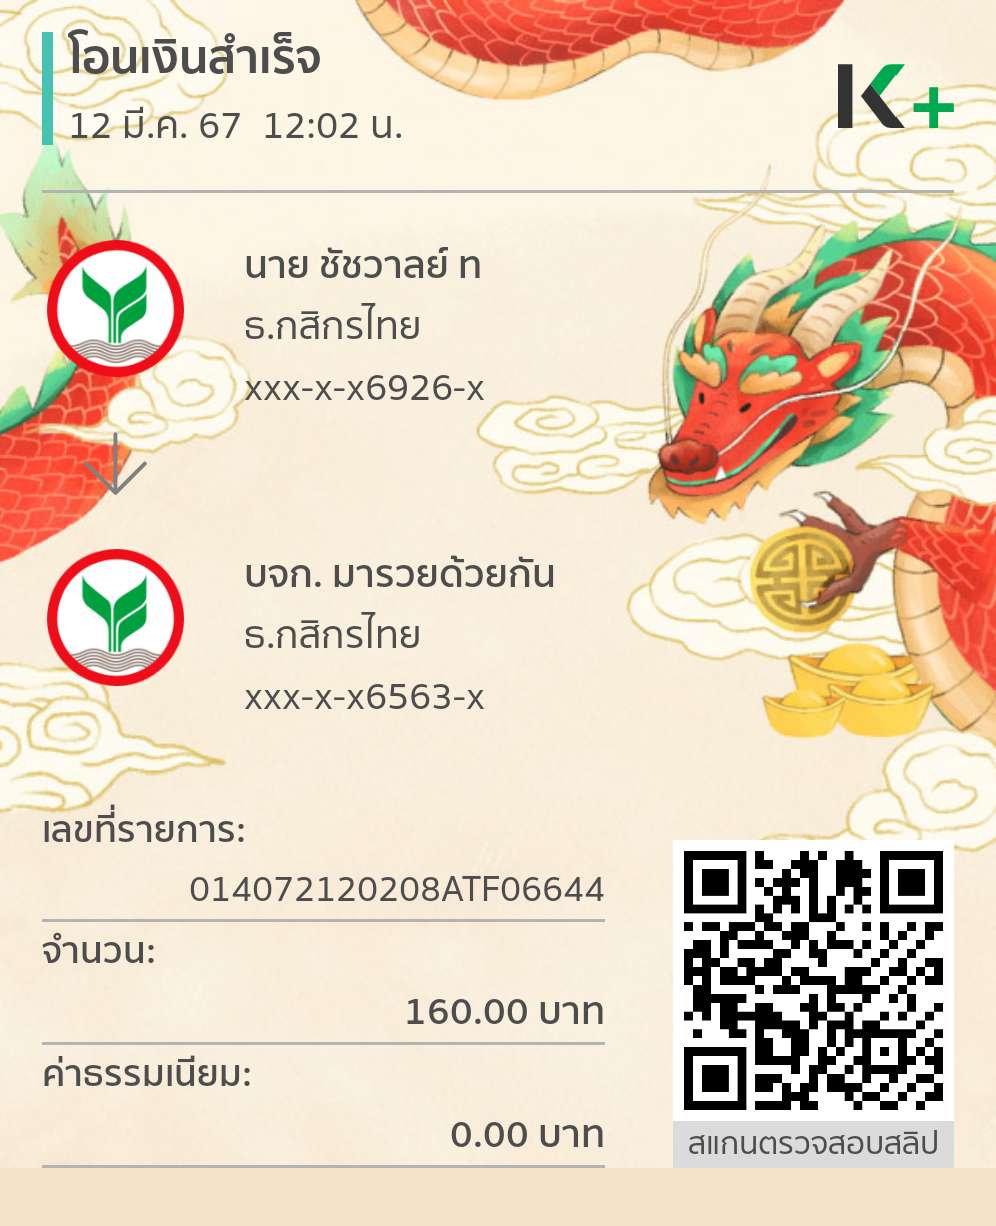 โอนเงินสำเร็จ
12 มี.ค. 67  12:02 น.
K+
นาย ชัชวาลย์ ท
ธ.กสิกรไทย
xxx-x-x6926-x
บจก. มารวยด้วยกัน
ธ.กสิกรไทย
xxx-x-x6563-x
เลขที่รายการ:
014072120208ATF06644
จำนวน:
160.00 บาท
ค่าธรรมเนียม:
0.00 บาท
สแกนตรวจสอบสลิป